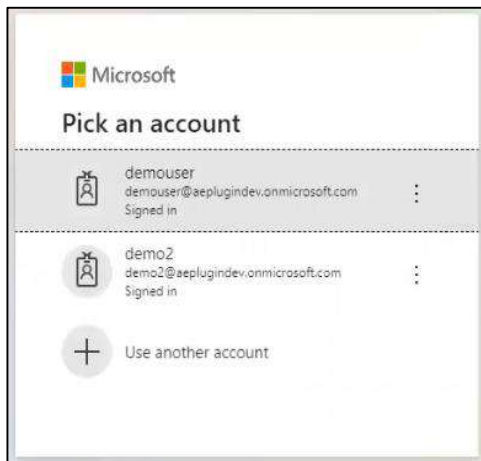 Microsoft
Pick an account
demouser
demouser@aeplugindev.onmicrosoft.com
Signed in
demo2
demo2@aeplugindev.onmicrosoft.com
Signed in
Use another account